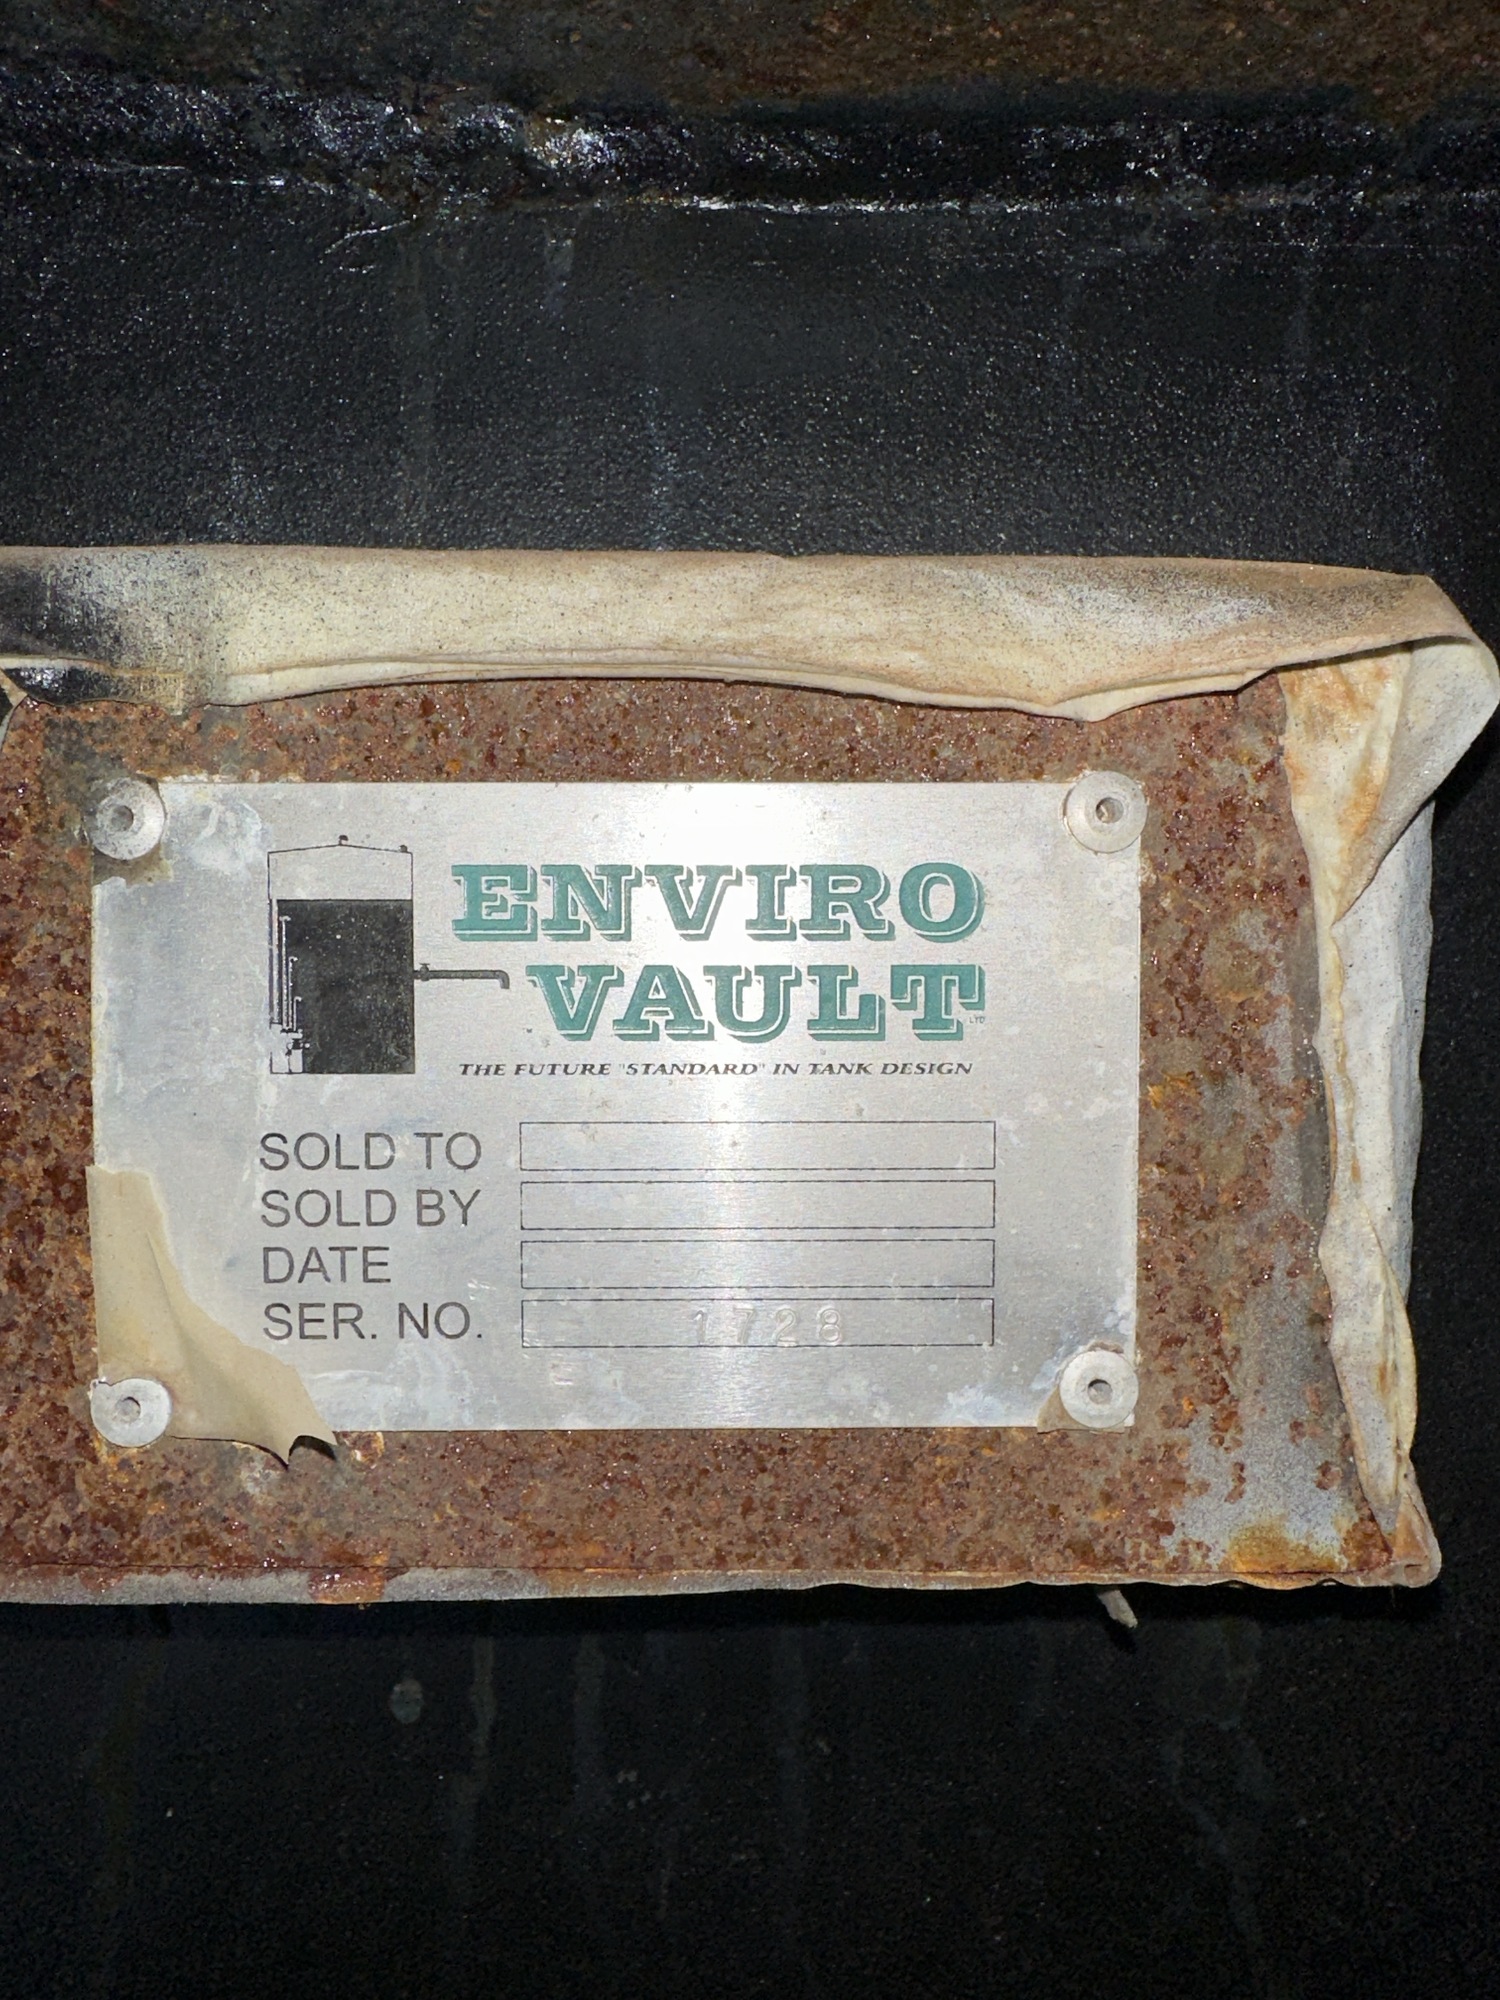 ENVIRO
VAULT LTD
THE FUTURE "STANDARD" IN TANK DESIGN
SOLD TO
SOLD BY
DATE
SER. NO. 1728